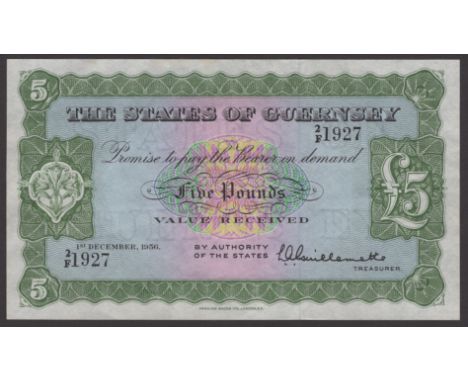 5
THE STATES OF GUERNSEY
2/F 1927
Promise to pay the bearer on demand
Five Pounds
£5
VALUE RECEIVED
1ST DECEMBER, 1956.
BY AUTHORITY
OF THE STATES
2/F 1927
L Guillemette
TREASURER.
5